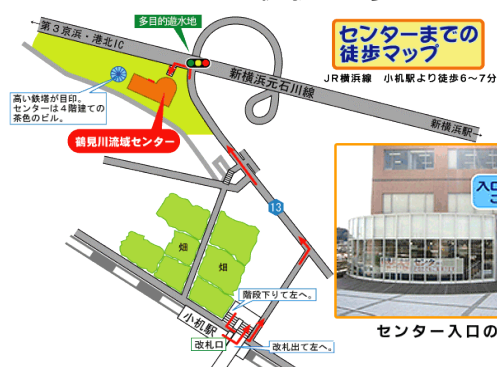 第3京浜・港北IC
多目的遊水地
センターまでの
徒歩マップ
JR横浜線 小机駅より徒歩6～7分
新横浜元石川線
新横浜駅
高い鉄塔が目印。
センターは4階建ての
茶色のビル。
鶴見川流域センター
13
入口
畑
畑
階段下りて左へ。
小机駅
改札口
改札出て左へ。
センター入口の